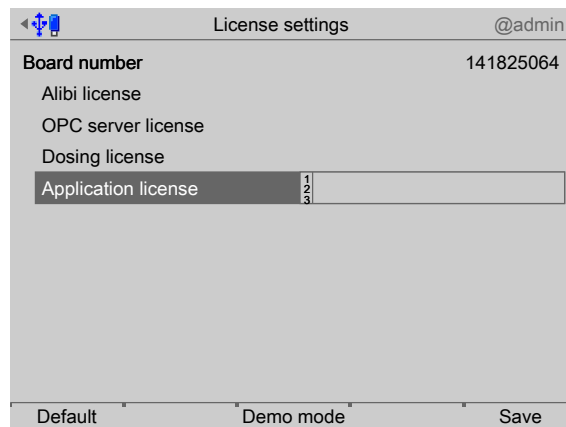 License settings @admin
Board number 141825064
Alibi license
OPC server license
Dosing license
Application license 1 2 3
Default Demo mode Save